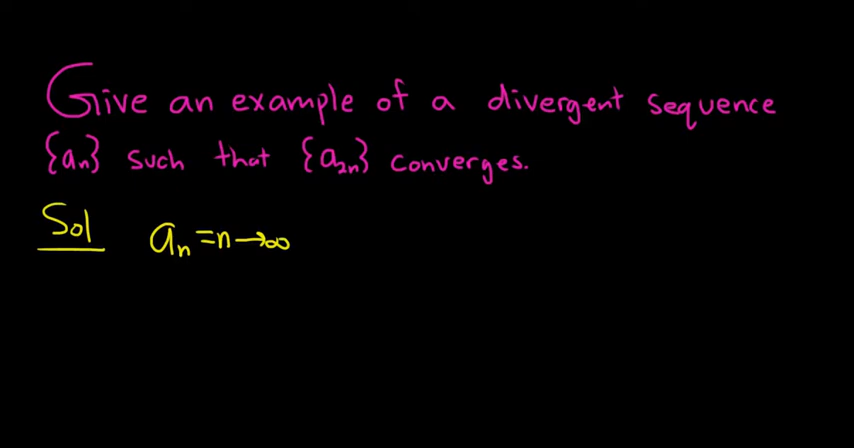 Give an example of a divergent sequence
{aₙ} such that {a₂ₙ} converges.
Sol aₙ = n → ∞